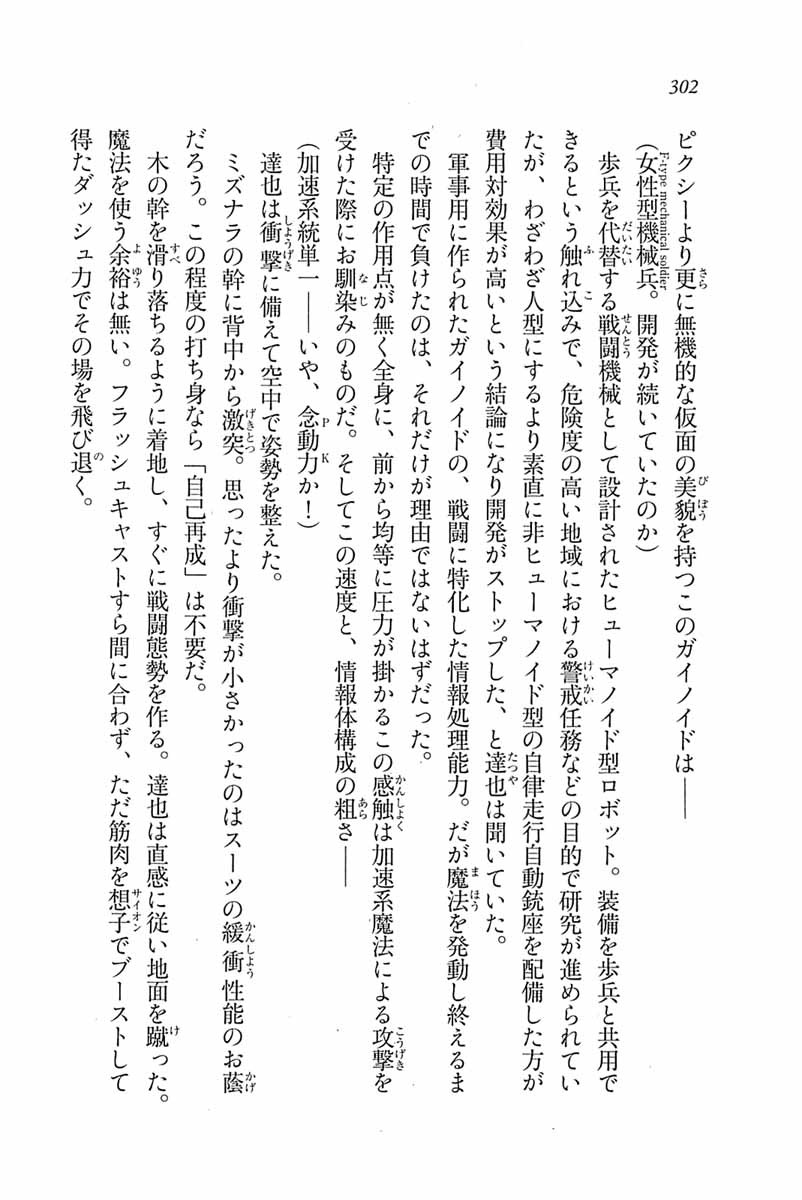 302
ピクシーより更に無機的な仮面の美貌を持つこのガイノイドは――
（女性型機械兵。開発が続いていたのか）
歩兵を代替する戦闘機械として設計されたヒューマノイド型ロボット。装備を歩兵と共用で
きるという触れ込みで、危険度の高い地域における警戒任務などの目的で研究が進められてい
たが、わざわざ人型にするより素直に非ヒューマノイド型の自律走行自動銃座を配備した方が
費用対効果が高いという結論になり開発がストップした、と達也は聞いていた。
軍事用に作られたガイノイドの、戦闘に特化した情報処理能力。だが魔法を発動し終えるま
での時間で負けたのは、それだけが理由ではないはずだった。
特定の作用点が無く全身に、前から均等に圧力が掛かるこの感触は加速系魔法による攻撃を
受けた際にお馴染みのものだ。そしてこの速度と、情報体構成の粗さ――
（加速系統単一――いや、念動力か！）
達也は衝撃に備えて空中で姿勢を整えた。
ミズナラの幹に背中から激突。思ったより衝撃が小さかったのはスーツの緩衝性能のお蔭
だろう。この程度の打ち身なら「自己再成」は不要だ。
木の幹を滑り落ちるように着地し、すぐに戦闘態勢を作る。達也は直感に従い地面を蹴った。
魔法を使う余裕は無い。フラッシュキャストすら間に合わず、ただ筋肉を想子でブーストして
得たダッシュ力でその場を飛び退く。